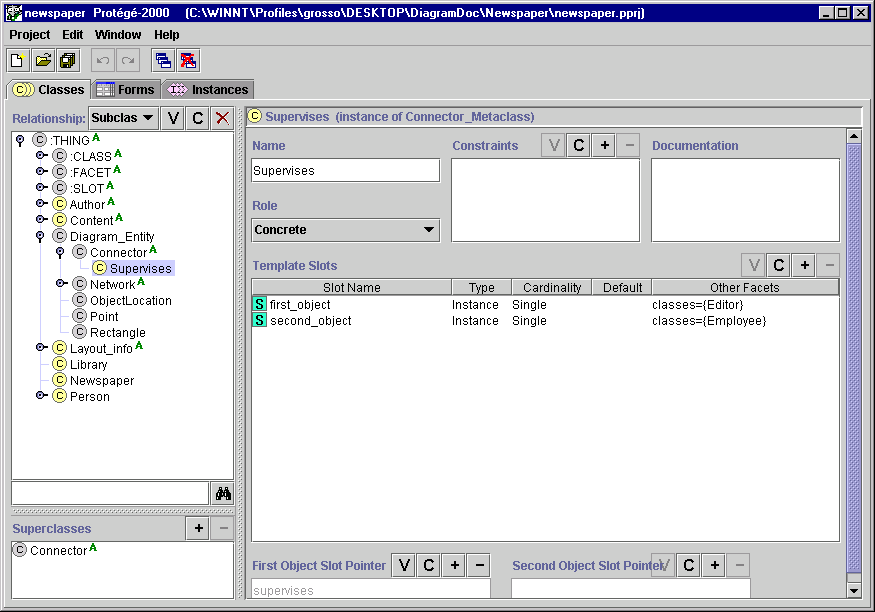 newspaper Protégé-2000 (C:\WINNT\Profiles\grosso\DESKTOP\DiagramDoc\Newspaper\newspaper.pprj)
Project Edit Window Help
C Classes Forms I Instances
Relationship: Subclas V C
C Supervises (instance of Connector_Metaclass)
C :THING A
C :CLASS A
C :FACET A
C :SLOT A
C Author A
C Content A
C Diagram_Entity
C Connector A
C Supervises
C Network A
C ObjectLocation
C Point
C Rectangle
C Layout_info A
C Library
C Newspaper
C Person
Superclasses + −
C Connector A
Name
Supervises
Constraints V C + −
Documentation
Role
Concrete
Template Slots V C + −
Slot Name Type Cardinality Default Other Facets
S first_object Instance Single classes={Editor}
S second_object Instance Single classes={Employee}
First Object Slot Pointer V C + −
supervises
Second Object Slot Pointer V C + −